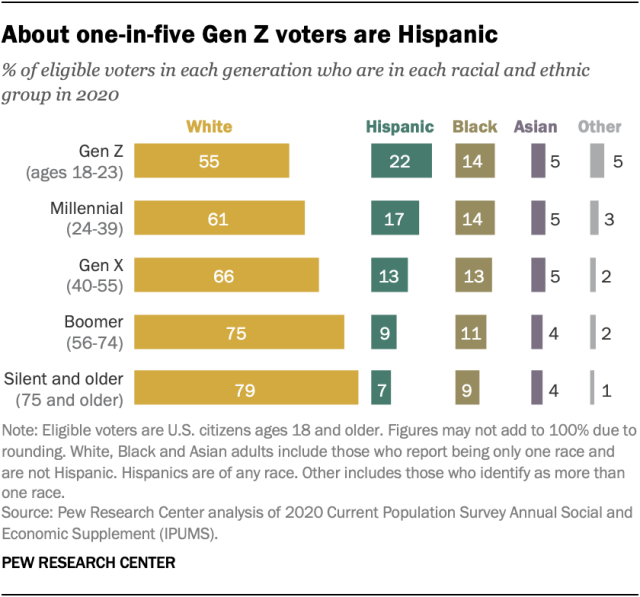 About one-in-five Gen Z voters are Hispanic
% of eligible voters in each generation who are in each racial and ethnic
group in 2020
White Hispanic Black Asian Other
Gen Z
(ages 18-23) 55 22 14 5 5
Millennial
(24-39) 61 17 14 5 3
Gen X
(40-55) 66 13 13 5 2
Boomer
(56-74) 75 9 11 4 2
Silent and older
(75 and older) 79 7 9 4 1
Note: Eligible voters are U.S. citizens ages 18 and older. Figures may not add to 100% due to
rounding. White, Black and Asian adults include those who report being only one race and
are not Hispanic. Hispanics are of any race. Other includes those who identify as more than
one race.
Source: Pew Research Center analysis of 2020 Current Population Survey Annual Social and
Economic Supplement (IPUMS).
PEW RESEARCH CENTER